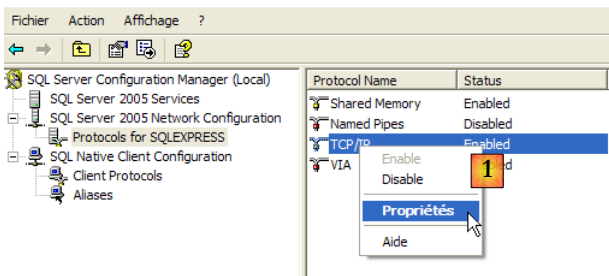 Fichier Action Affichage ?
SQL Server Configuration Manager (Local)
SQL Server 2005 Services
SQL Server 2005 Network Configuration
Protocols for SQLEXPRESS
SQL Native Client Configuration
Client Protocols
Aliases
Protocol Name Status
Shared Memory Enabled
Named Pipes Disabled
TCP/IP Enabled
VIA
Enable
Disable
Propriétés
Aide
1